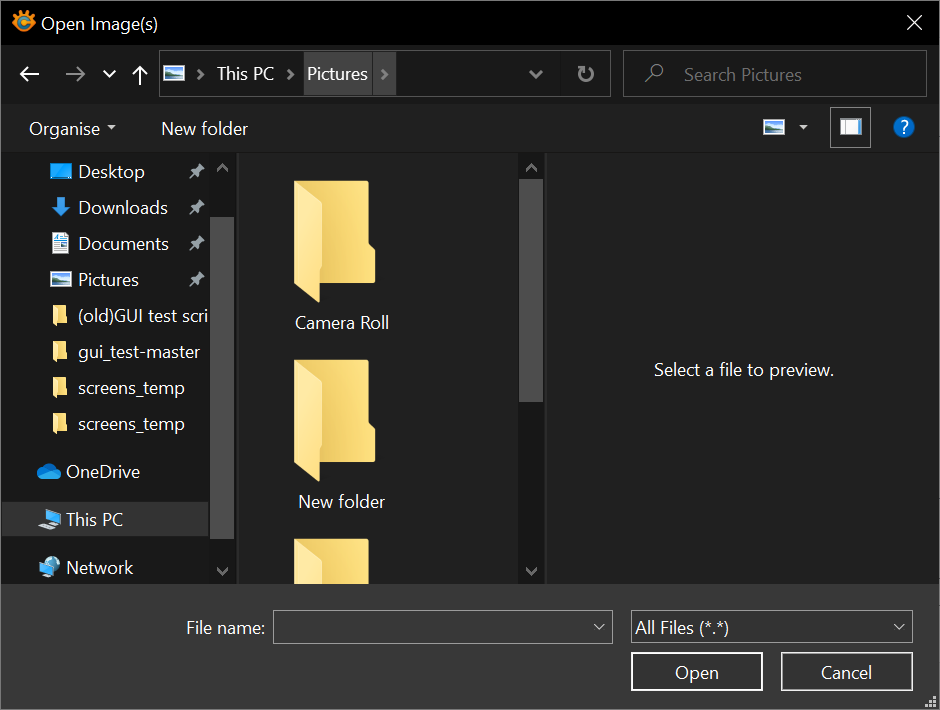 Open Image(s)
This PC
Pictures
Search Pictures
Organise
New folder
?
Desktop
Downloads
Documents
Pictures
(old)GUI test scri
gui_test-master
screens_temp
screens_temp
OneDrive
This PC
Network
Camera Roll
New folder
Select a file to preview.
File name:
All Files (*.*)
Open
Cancel